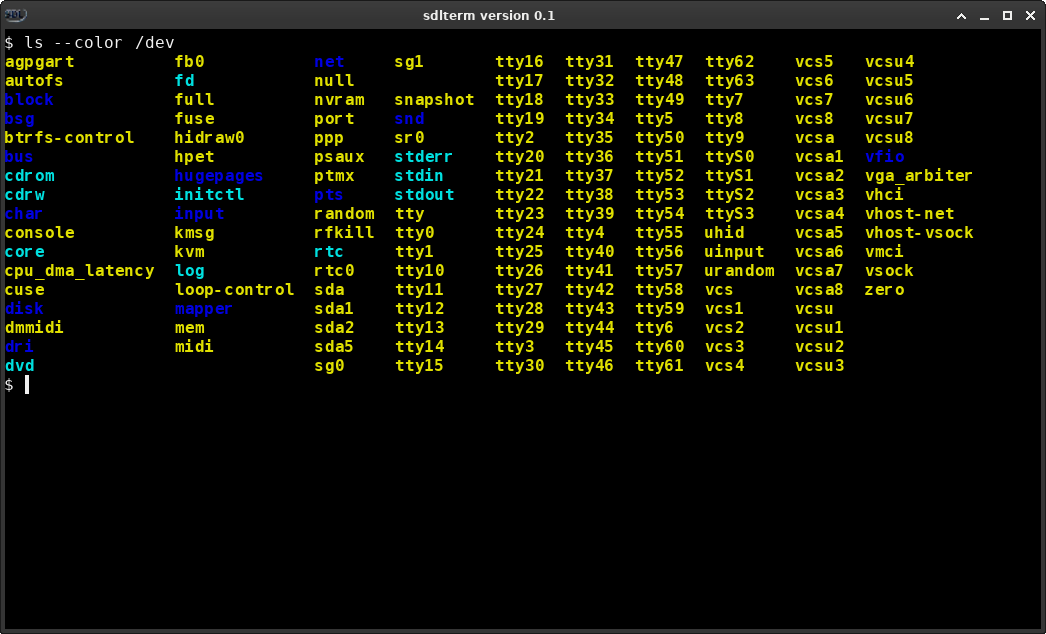 sdlterm version 0.1
$ ls --color /dev
agpgart fb0 net sg1 tty16 tty31 tty47 tty62 vcs5 vcsu4
autofs fd null tty17 tty32 tty48 tty63 vcs6 vcsu5
block full nvram snapshot tty18 tty33 tty49 tty7 vcs7 vcsu6
bsg fuse port snd tty19 tty34 tty5 tty8 vcs8 vcsu7
btrfs-control hidraw0 ppp sr0 tty2 tty35 tty50 tty9 vcsa vcsu8
bus hpet psaux stderr tty20 tty36 tty51 ttyS0 vcsa1 vfio
cdrom hugepages ptmx stdin tty21 tty37 tty52 ttyS1 vcsa2 vga_arbiter
cdrw initctl pts stdout tty22 tty38 tty53 ttyS2 vcsa3 vhci
char input random tty tty23 tty39 tty54 ttyS3 vcsa4 vhost-net
console kmsg rfkill tty0 tty24 tty4 tty55 uhid vcsa5 vhost-vsock
core kvm rtc tty1 tty25 tty40 tty56 uinput vcsa6 vmci
cpu_dma_latency log rtc0 tty10 tty26 tty41 tty57 urandom vcsa7 vsock
cuse loop-control sda tty11 tty27 tty42 tty58 vcs vcsa8 zero
disk mapper sda1 tty12 tty28 tty43 tty59 vcs1 vcsu
dmmidi mem sda2 tty13 tty29 tty44 tty6 vcs2 vcsu1
dri midi sda5 tty14 tty3 tty45 tty60 vcs3 vcsu2
dvd sg0 tty15 tty30 tty46 tty61 vcs4 vcsu3
$